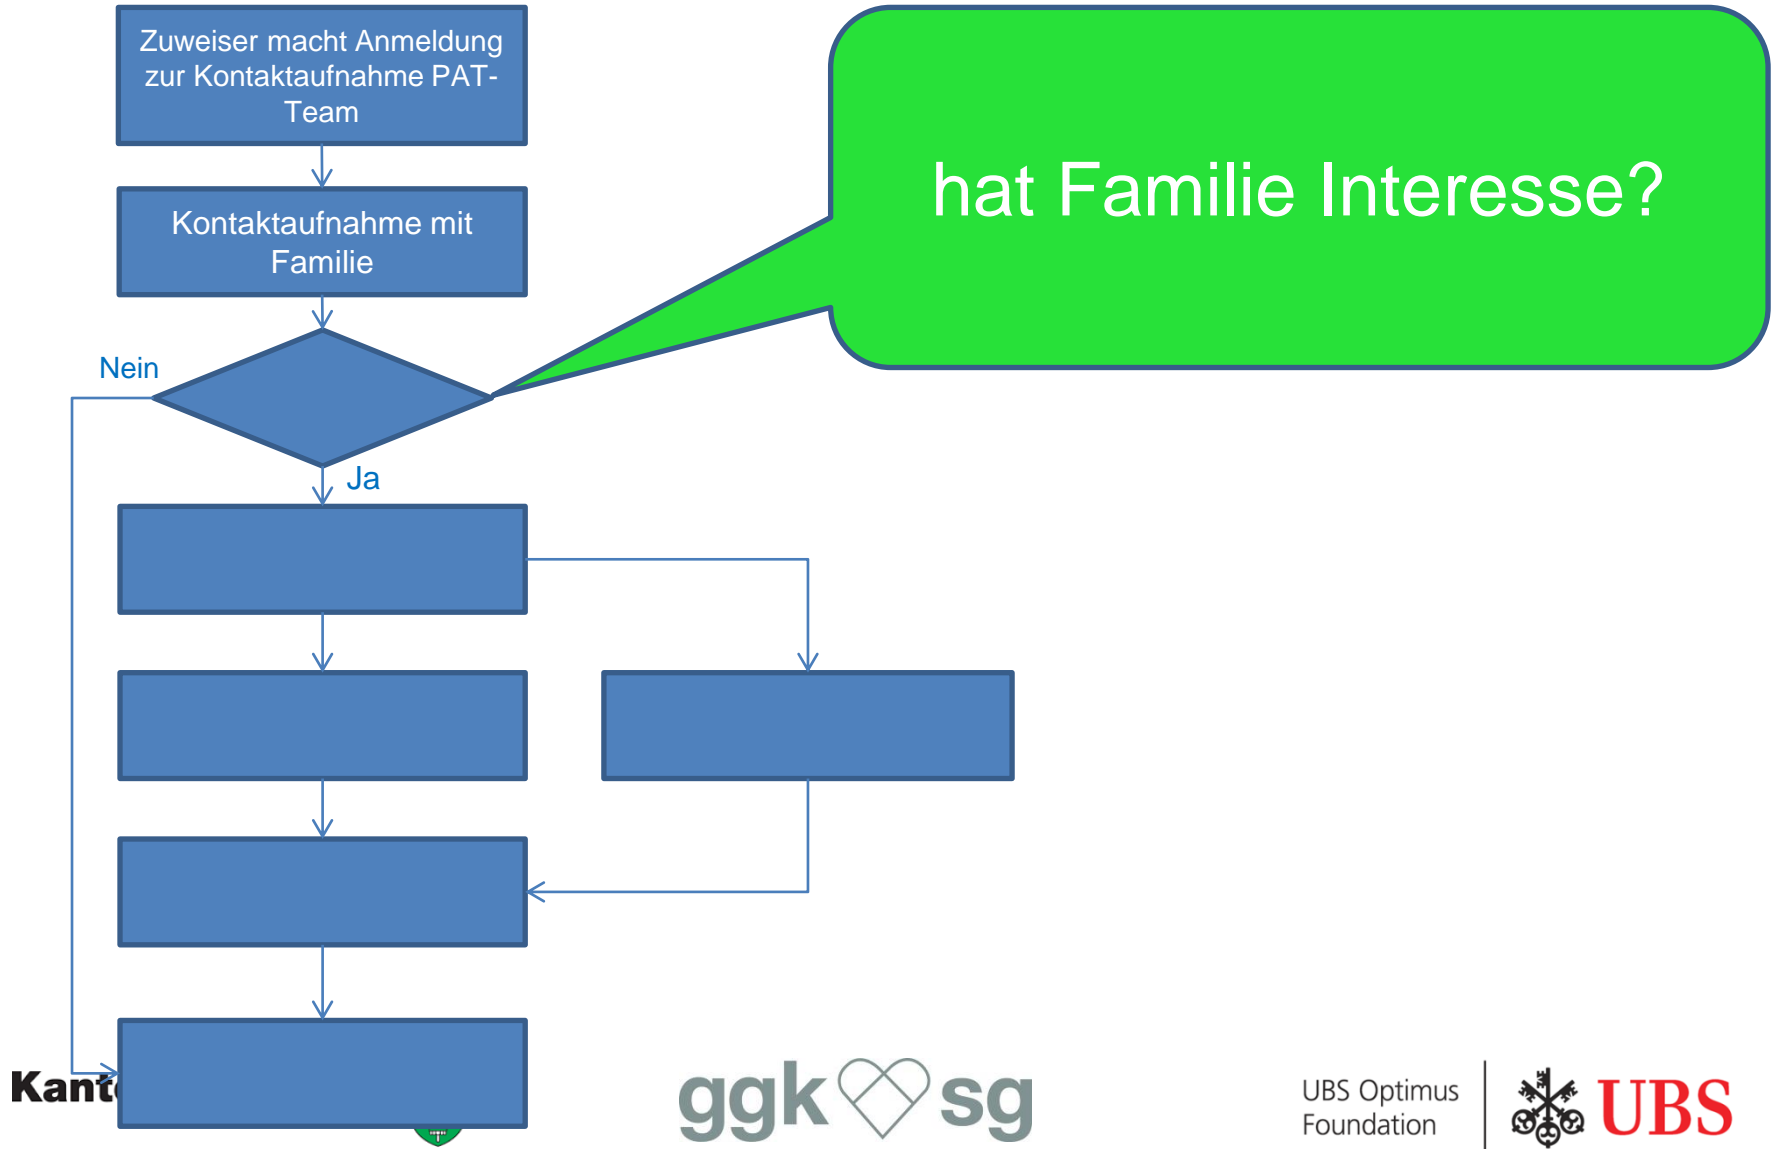 Zuweiser macht Anmeldung
zur Kontaktaufnahme PAT-
Team
hat Familie Interesse?
Kontaktaufnahme mit
Familie
Nein
Ja
ggk sg
UBS Optimus
Foundation
UBS